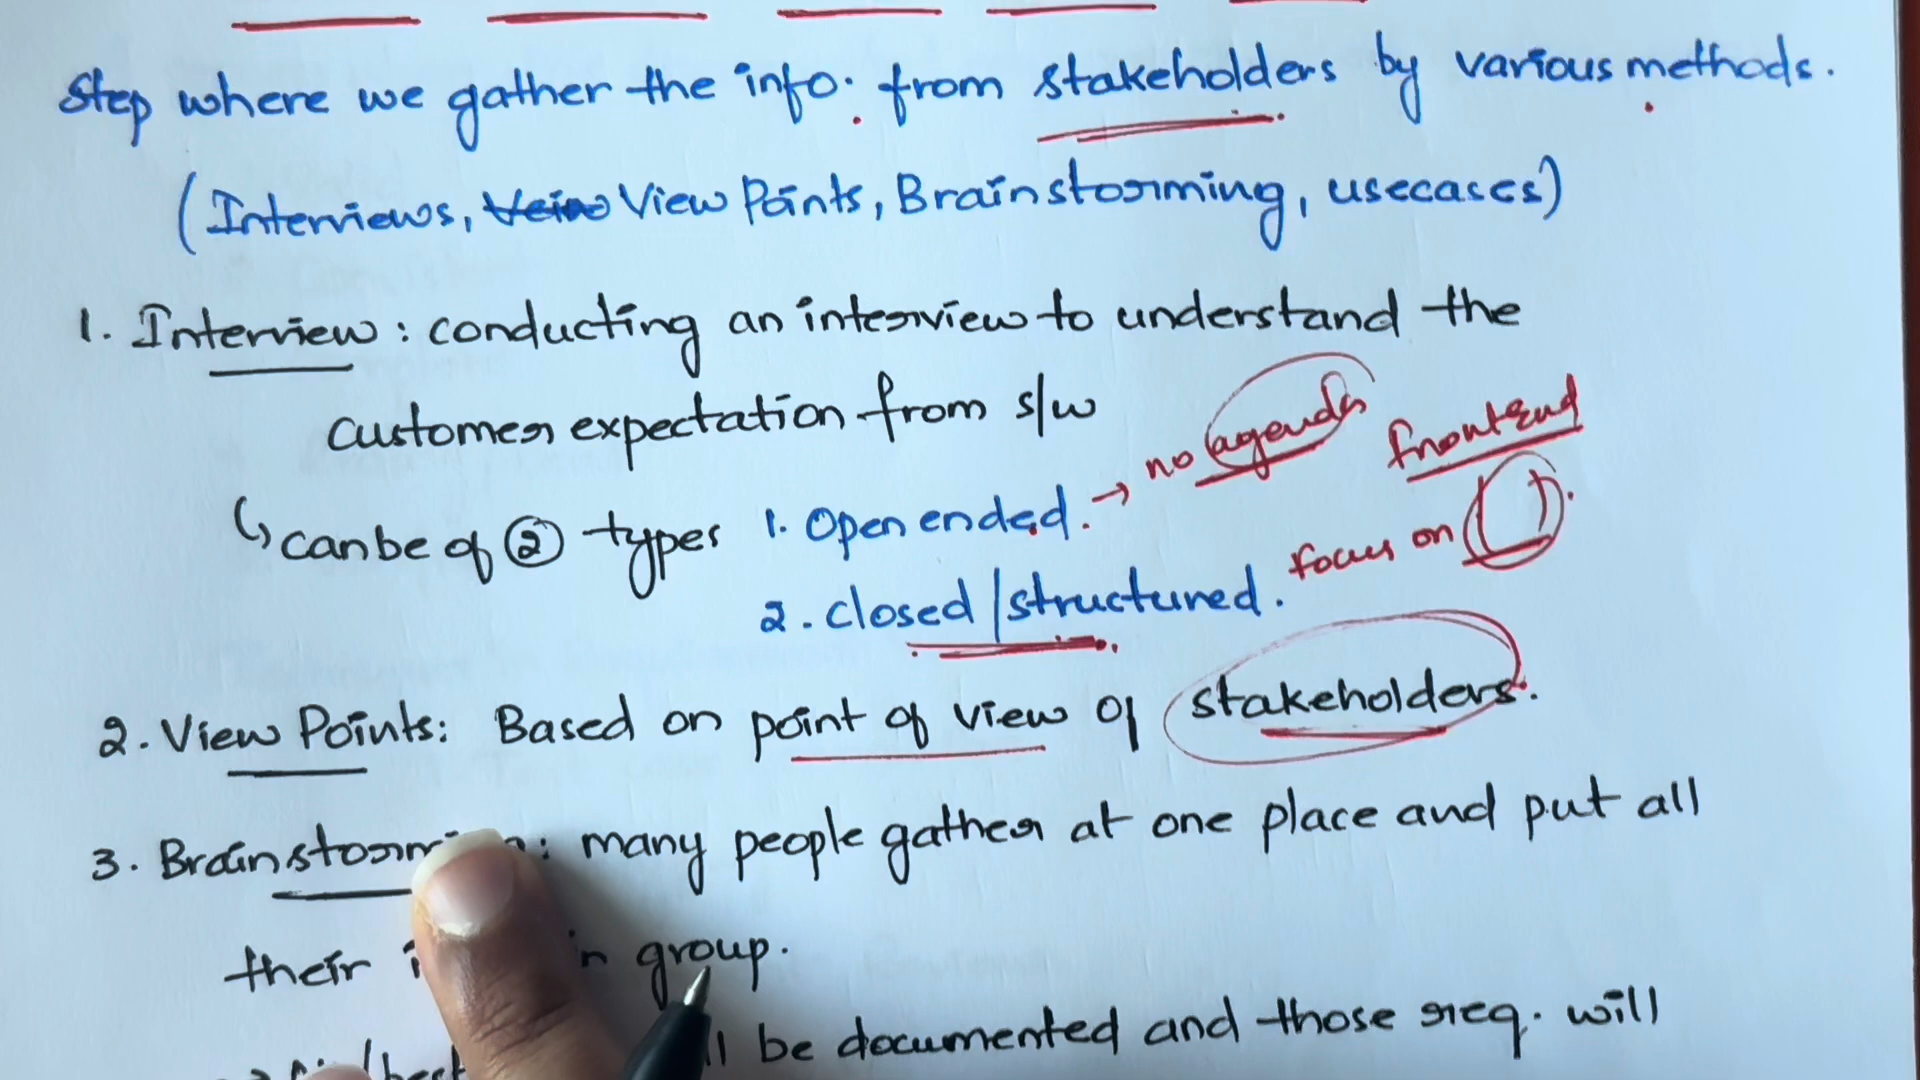 Step where we gather the info. from stakeholders by various methods.
(Interviews, View Points, Brainstorming, usecases)
1. Interview: conducting an interview to understand the
customer expectation from s/w
→ no agenda
frontend
↳ can be of ② types 1. Open ended.
focus on ( ).
2. closed/structured.
2. View Points: Based on point of view of stakeholders.
3. Brainstorming: many people gather at one place and put all
their in group.
be documented and those req. will